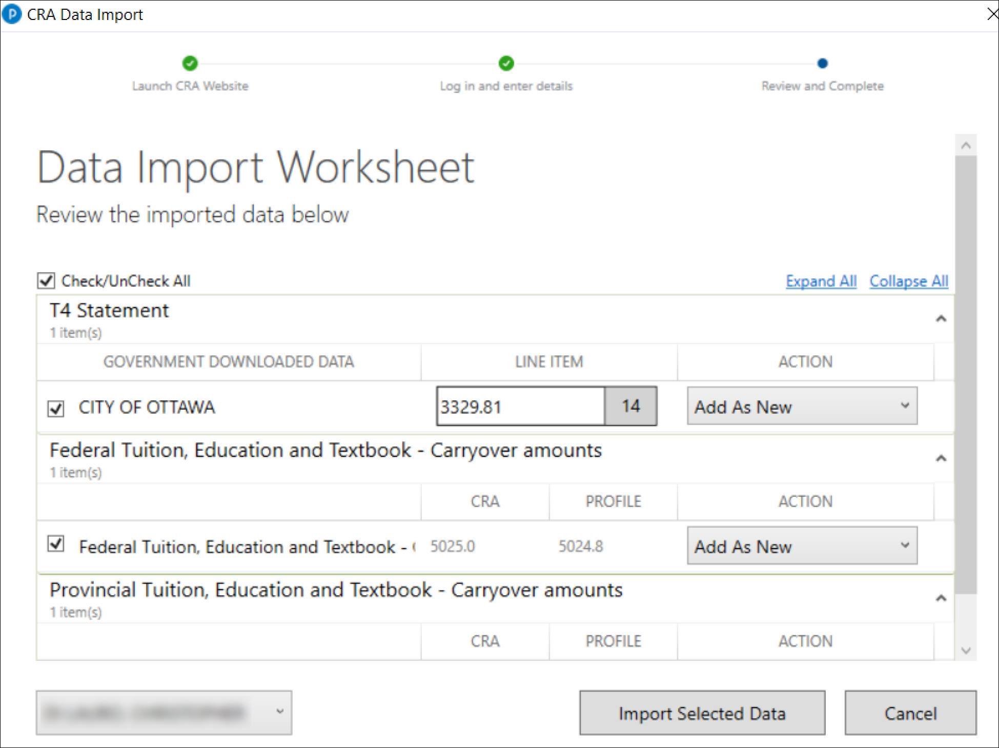 CRA Data Import
Launch CRA Website
Log in and enter details
Review and Complete
Data Import Worksheet
Review the imported data below
Check/UnCheck All
Expand All Collapse All
T4 Statement
1 item(s)
GOVERNMENT DOWNLOADED DATA LINE ITEM ACTION
CITY OF OTTAWA 3329.81 14 Add As New
Federal Tuition, Education and Textbook - Carryover amounts
1 item(s)
CRA PROFILE ACTION
Federal Tuition, Education and Textbook - 5025.0 5024.8 Add As New
Provincial Tuition, Education and Textbook - Carryover amounts
1 item(s)
CRA PROFILE ACTION
Import Selected Data Cancel